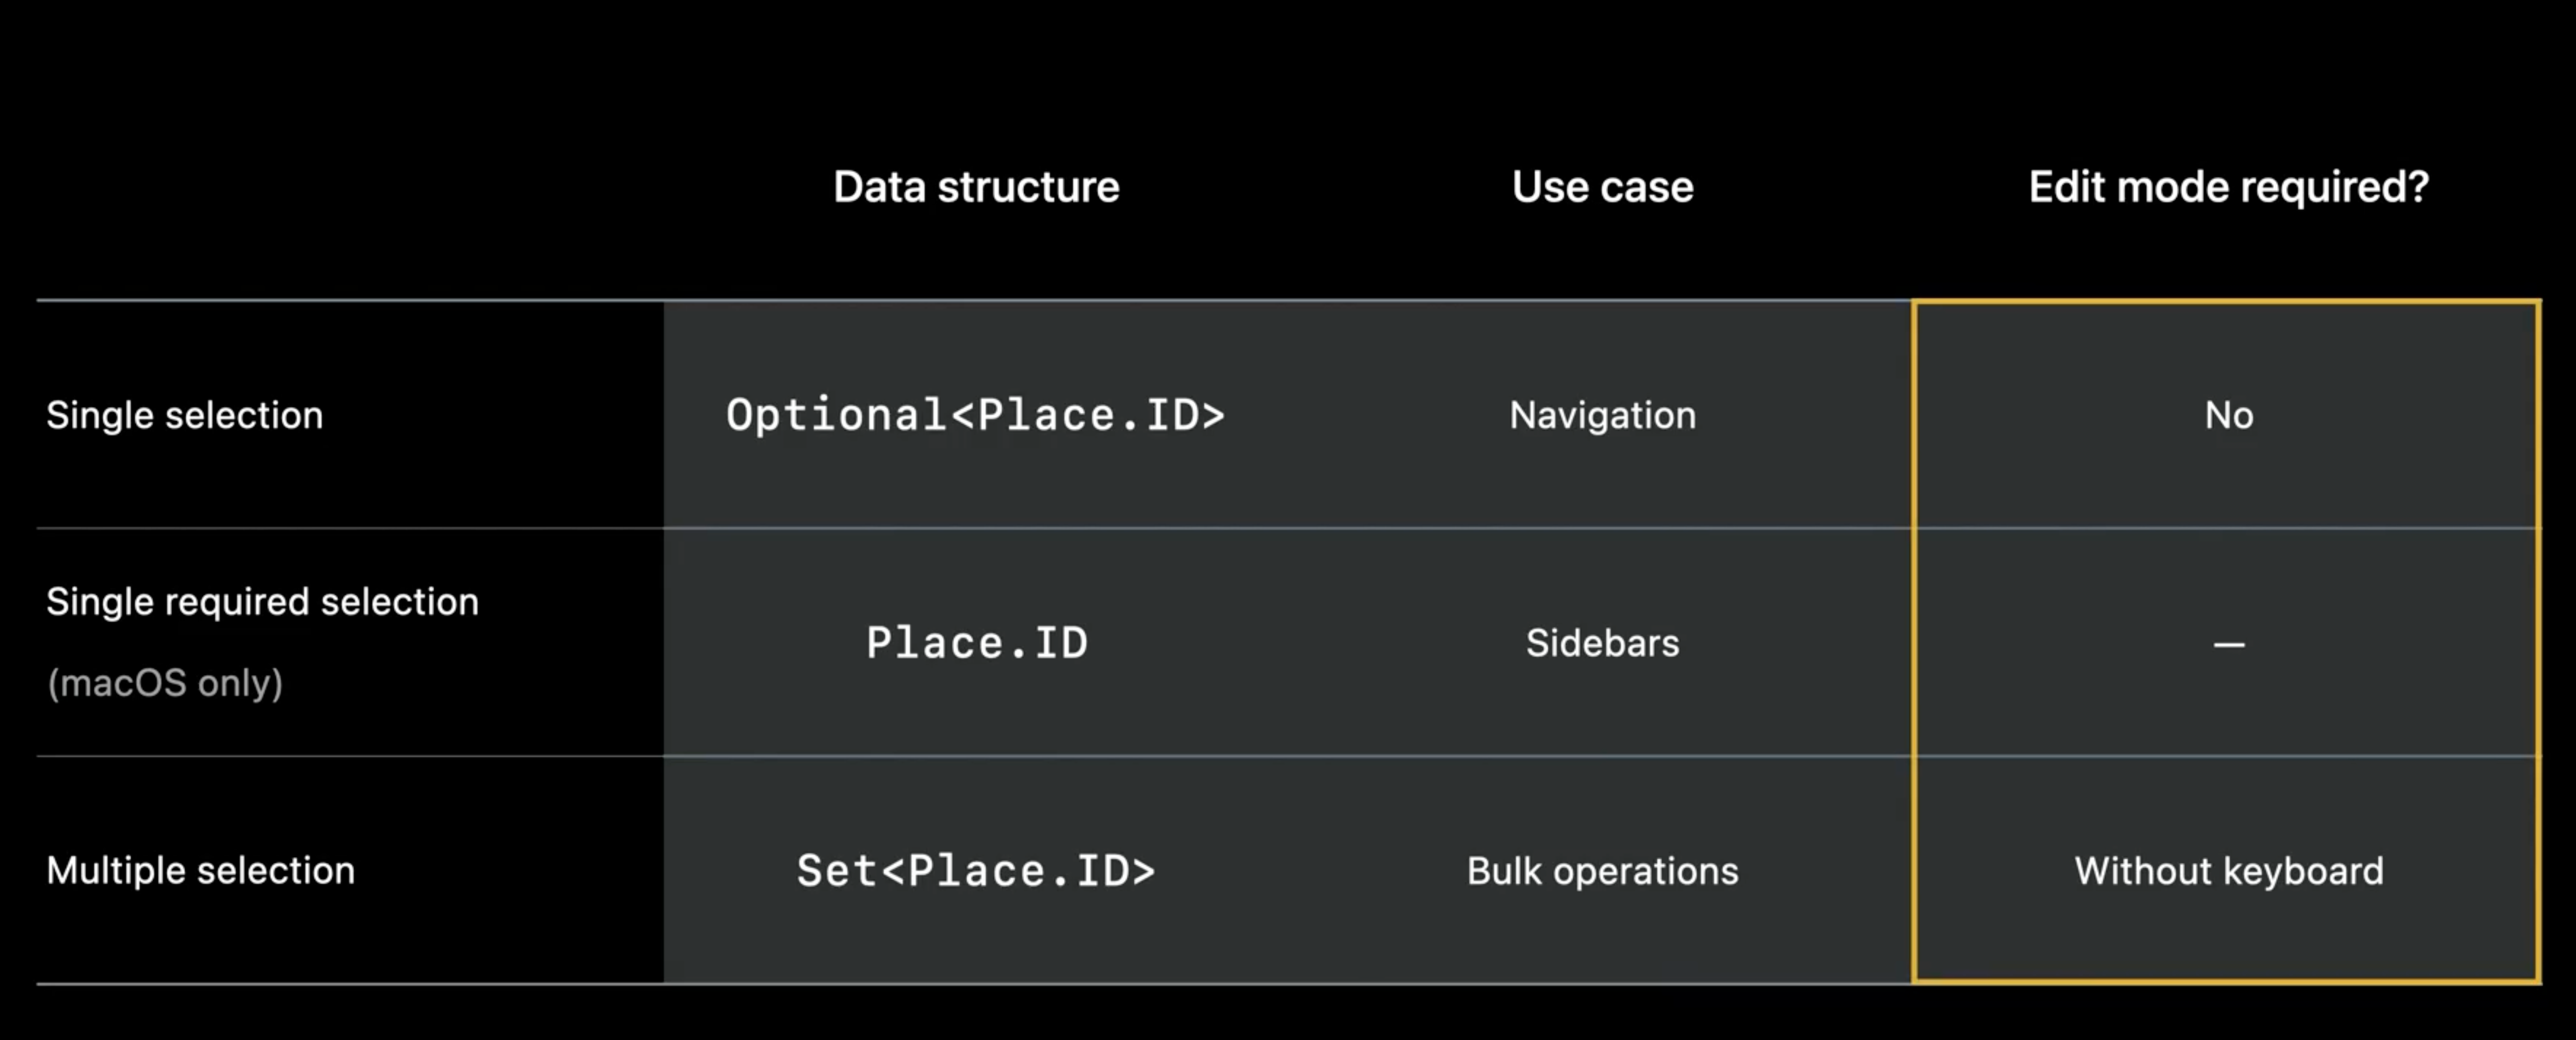 Data structure Use case Edit mode required?
Single selection Optional<Place.ID> Navigation No
Single required selection
(macOS only) Place.ID Sidebars —
Multiple selection Set<Place.ID> Bulk operations Without keyboard